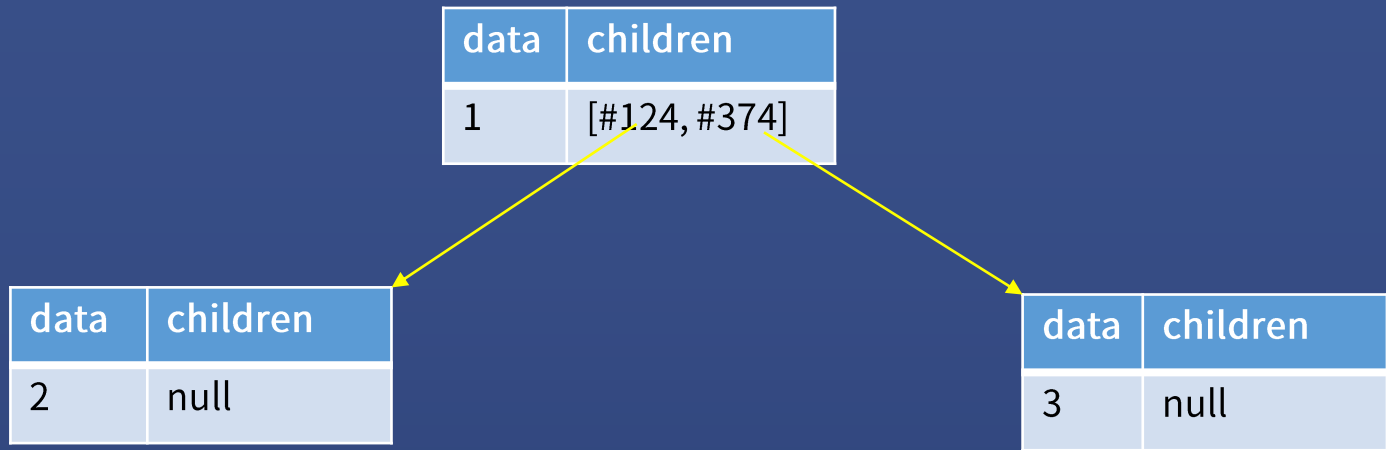 data children
1 [#124, #374]
data children
2 null
data children
3 null